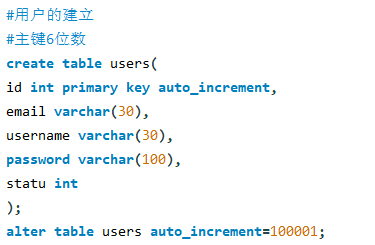 #用户的建立
#主键6位数
create table users(
id int primary key auto_increment,
email varchar(30),
username varchar(30),
password varchar(100),
statu int
);
alter table users auto_increment=100001;